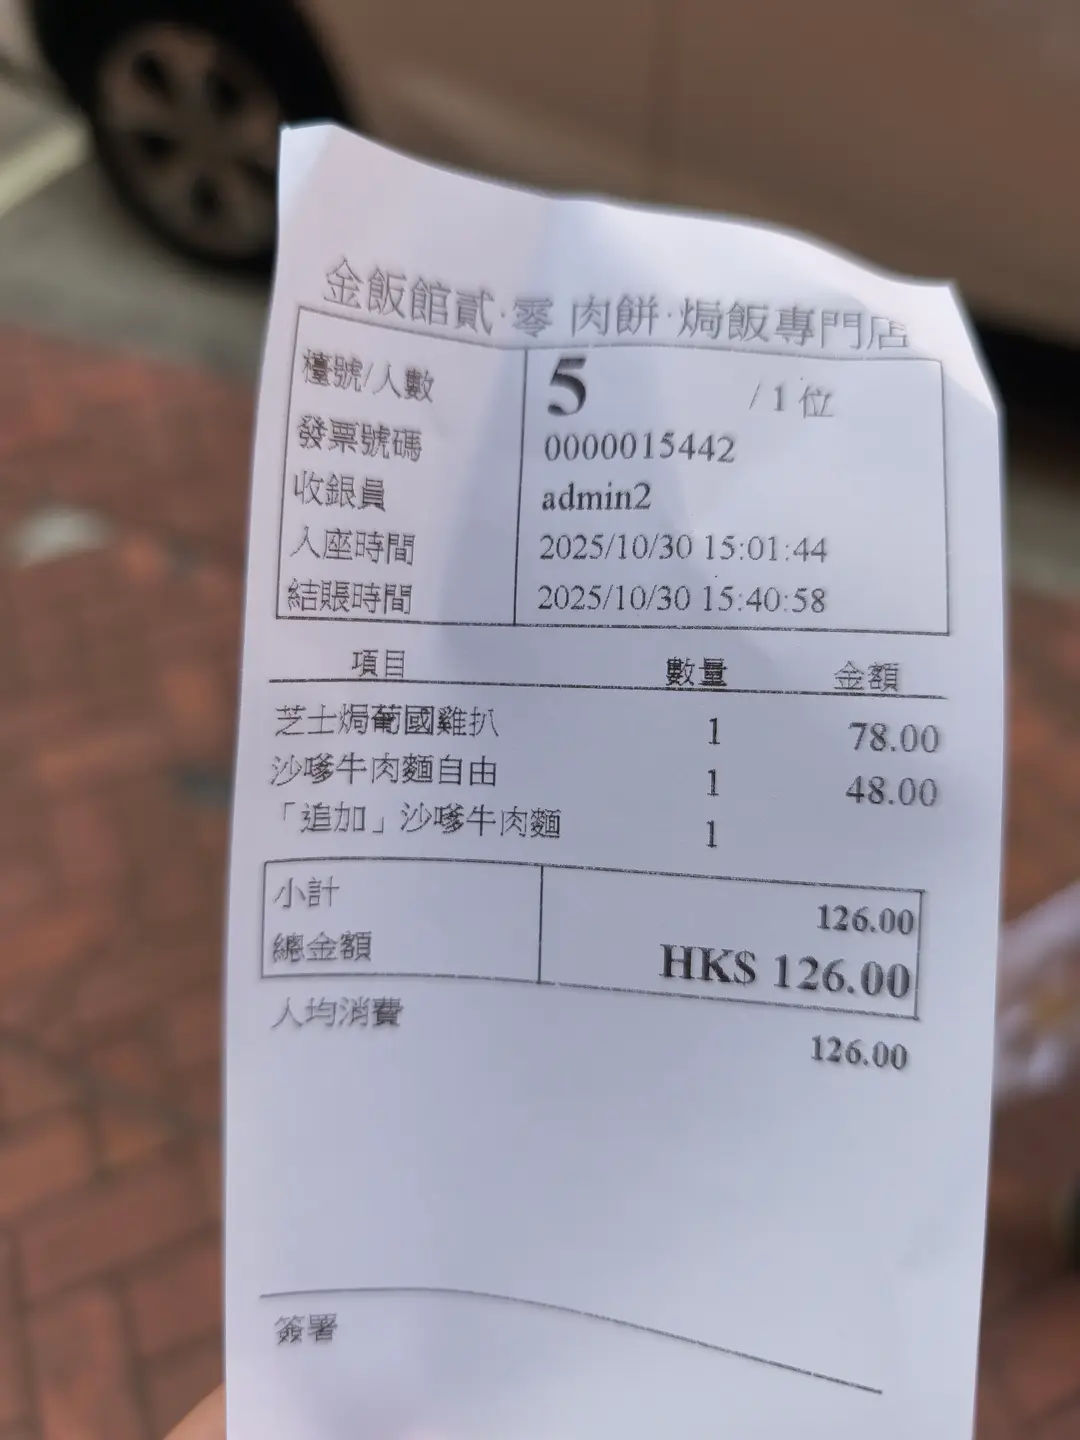 金飯館貳·零 肉餅·焗飯專門店
檯號/人數 5 / 1 位
發票號碼 0000015442
收銀員 admin2
入座時間 2025/10/30 15:01:44
結賬時間 2025/10/30 15:40:58
項目 數量 金額
芝士焗葡國雞扒 1 78.00
沙嗲牛肉麵自由 1 48.00
「追加」沙嗲牛肉麵 1
小計 126.00
總金額 HK$ 126.00
人均消費 126.00
簽署